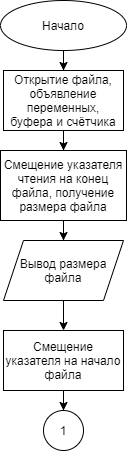 Начало
Открытие файла,
объявление
переменных,
буфера и счётчика
Смещение указателя
чтения на конец
файла, получение
размера файла
Вывод размера
файла
Смещение
указателя на начало
файла
1